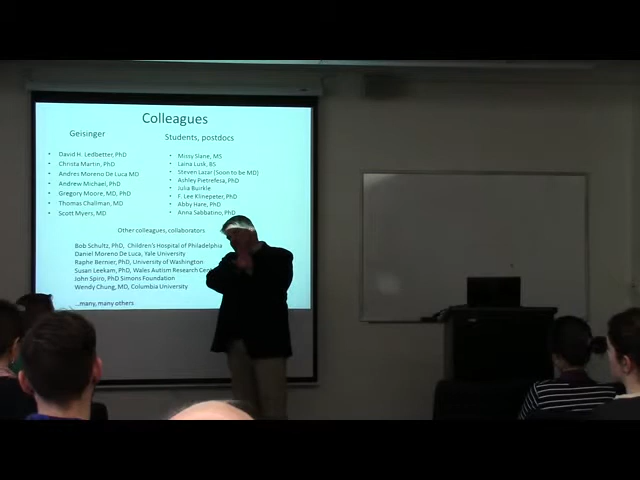 Colleagues
Geisinger
• David H. Ledbetter, PhD
• Christa Martin, PhD
• Andres Moreno De Luca MD
• Andrew Michael, PhD
• Gregory Moore, MD, PhD
• Thomas Challman, MD
• Scott Myers, MD
Students, postdocs
• Missy Slane, MS
• Laina Lusk, BS
• Steven Lazar (Soon to be MD)
• Ashley Pietrefesa, PhD
• Julia Buirkle
• F. Lee Klinepeter, PhD
• Abby Hare, PhD
• Anna Sabbatino, PhD
Other colleagues, collaborators
Bob Schultz, PhD, Children's Hospital of Philadelphia
Daniel Moreno De Luca, Yale University
Raphe Bernier, PhD, University of Washington
Susan Leekam, PhD, Wales Autism Research
John Spiro, PhD Simons Foundation
Wendy Chung, MD, Columbia University
...many, many others